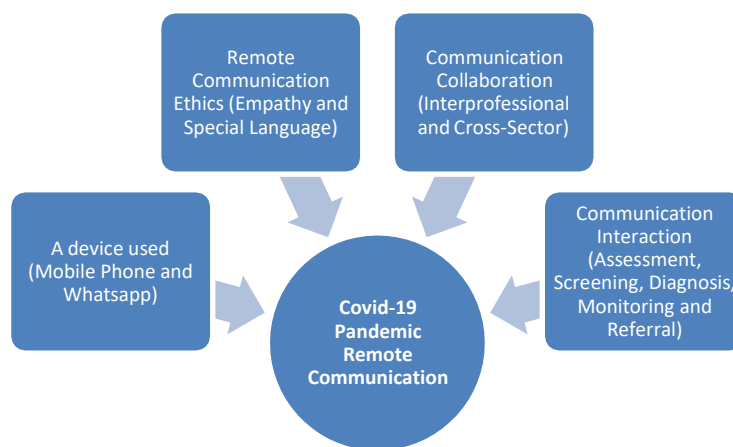 Remote
Communication
Ethics (Empathy and
Special Language)
Communication
Collaboration
(Interprofessional
and Cross-Sector)
A device used
(Mobile Phone and
Whatsapp)
Communication
Interaction
(Assessment,
Screening, Diagnosis,
Monitoring and
Referral)
Covid-19
Pandemic
Remote
Communication